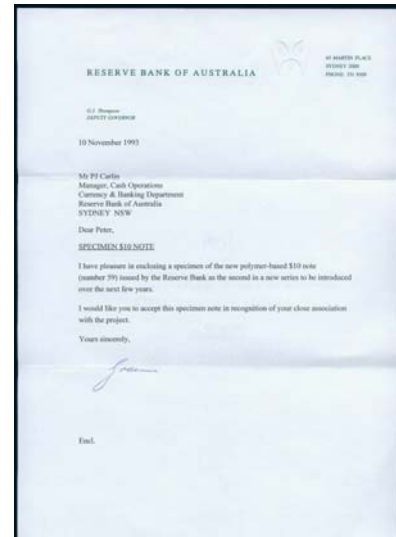 65 MARTIN PLACE
SYDNEY 2000
RESERVE BANK OF AUSTRALIA
G.J. Thompson
DEPUTY GOVERNOR
10 November 1993
Mr PJ Carlin
Manager, Cash Operations
Currency & Banking Department
Reserve Bank of Australia
SYDNEY NSW
Dear Peter,
SPECIMEN $10 NOTE
I have pleasure in enclosing a specimen of the new polymer-based $10 note
(number 59) issued by the Reserve Bank as the second in a new series to be introduced
over the next few years.
I would like you to accept this specimen note in recognition of your close association
with the project.
Yours sincerely,
Encl.